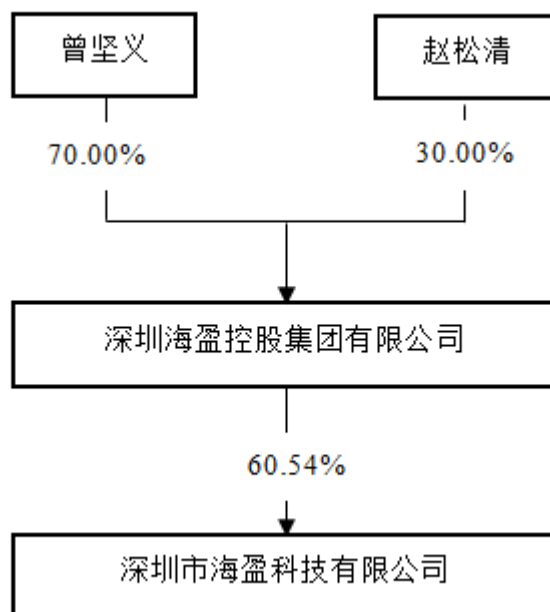 曾坚义
赵松清
70.00%
30.00%
深圳海盈控股集团有限公司
60.54%
深圳市海盈科技有限公司